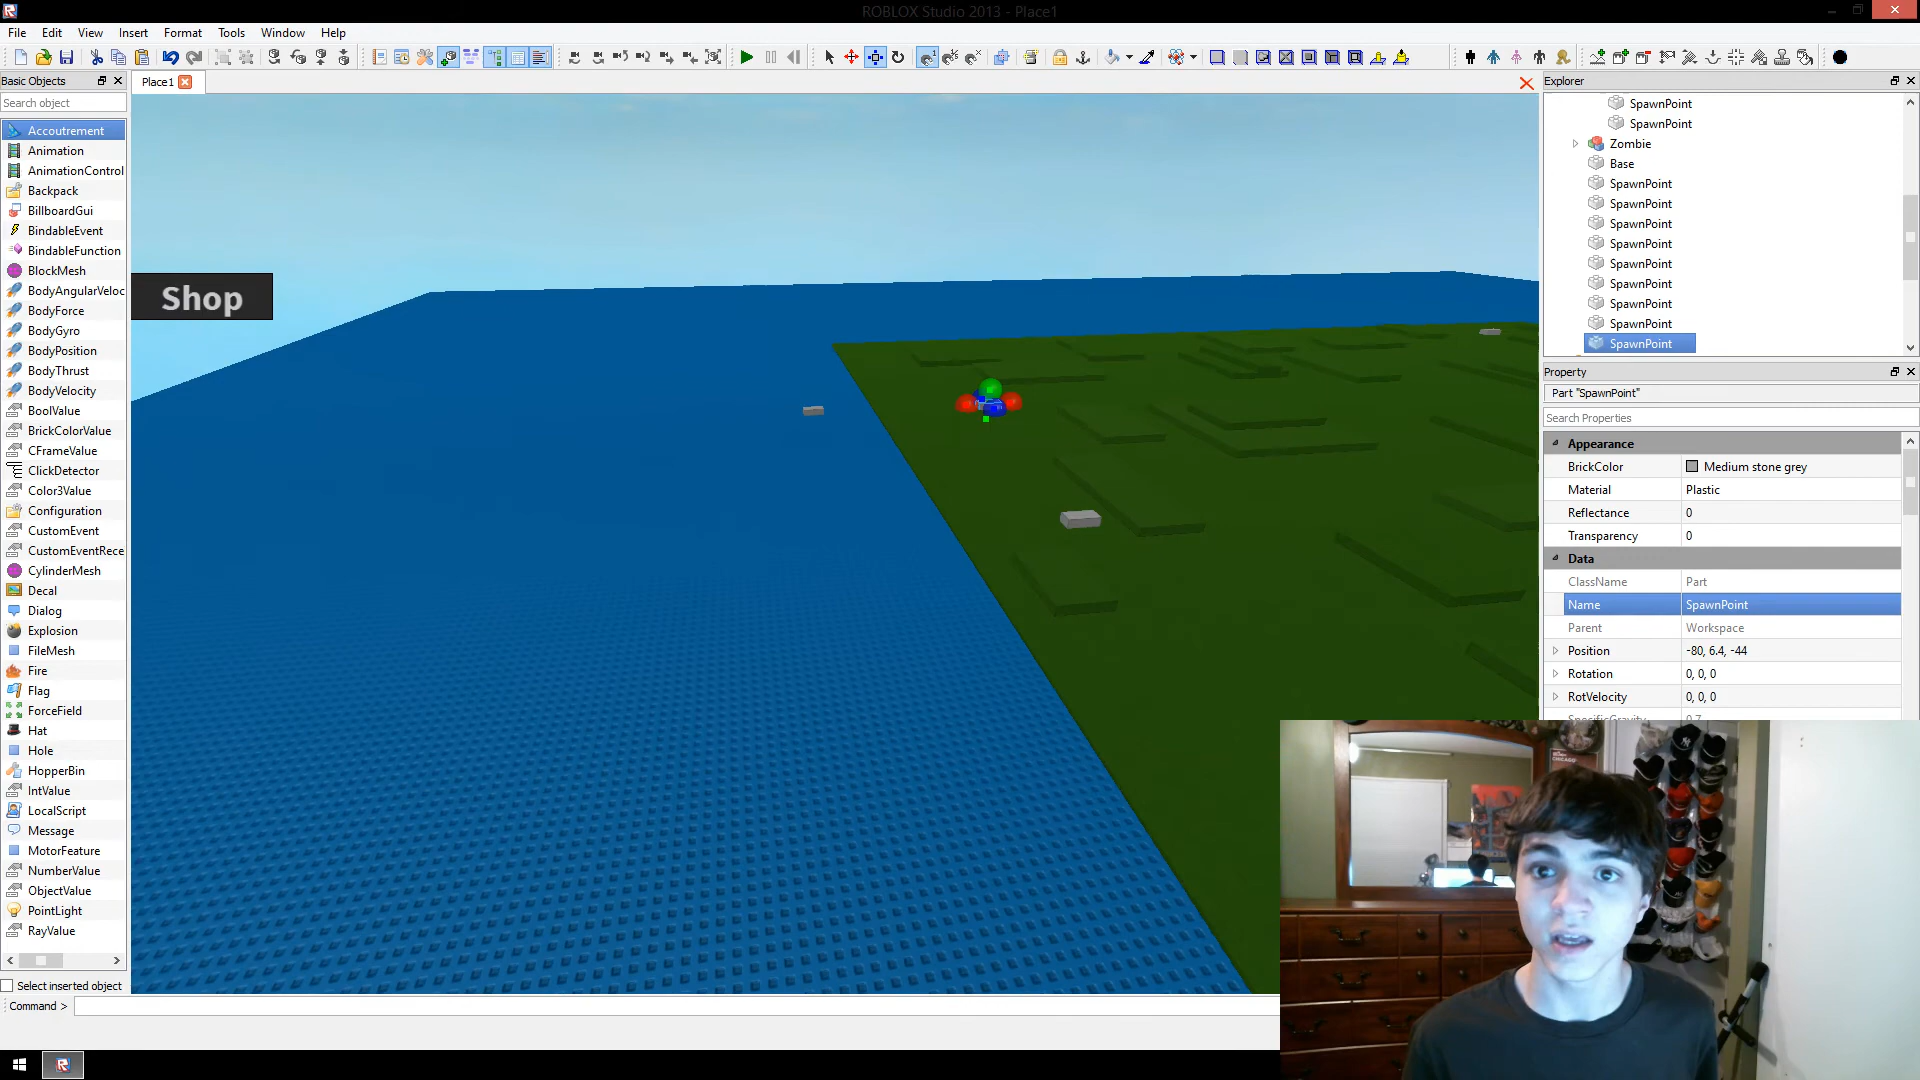 ROBLOX Studio 2013 - Place1
File Edit View Insert Format Tools Window Help
Basic Objects
Search object
Accoutrement
Animation
AnimationControl
Backpack
BillboardGui
BindableEvent
BindableFunction
BlockMesh
BodyAngularVeloc
BodyForce
BodyGyro
BodyPosition
BodyThrust
BodyVelocity
BoolValue
BrickColorValue
CFrameValue
ClickDetector
Color3Value
Configuration
CustomEvent
CustomEventRece
CylinderMesh
Decal
Dialog
Explosion
FileMesh
Fire
Flag
ForceField
Hat
Hole
HopperBin
IntValue
LocalScript
Message
MotorFeature
NumberValue
ObjectValue
PointLight
RayValue
Select inserted object
Command >
Place1
Shop
Explorer
SpawnPoint
SpawnPoint
Zombie
Base
SpawnPoint
SpawnPoint
SpawnPoint
SpawnPoint
SpawnPoint
SpawnPoint
SpawnPoint
SpawnPoint
SpawnPoint
Property
Part "SpawnPoint"
Search Properties
Appearance
BrickColor Medium stone grey
Material Plastic
Reflectance 0
Transparency 0
Data
ClassName Part
Name SpawnPoint
Parent Workspace
Position -80, 6.4, -44
Rotation 0, 0, 0
RotVelocity 0, 0, 0
CHICAGO